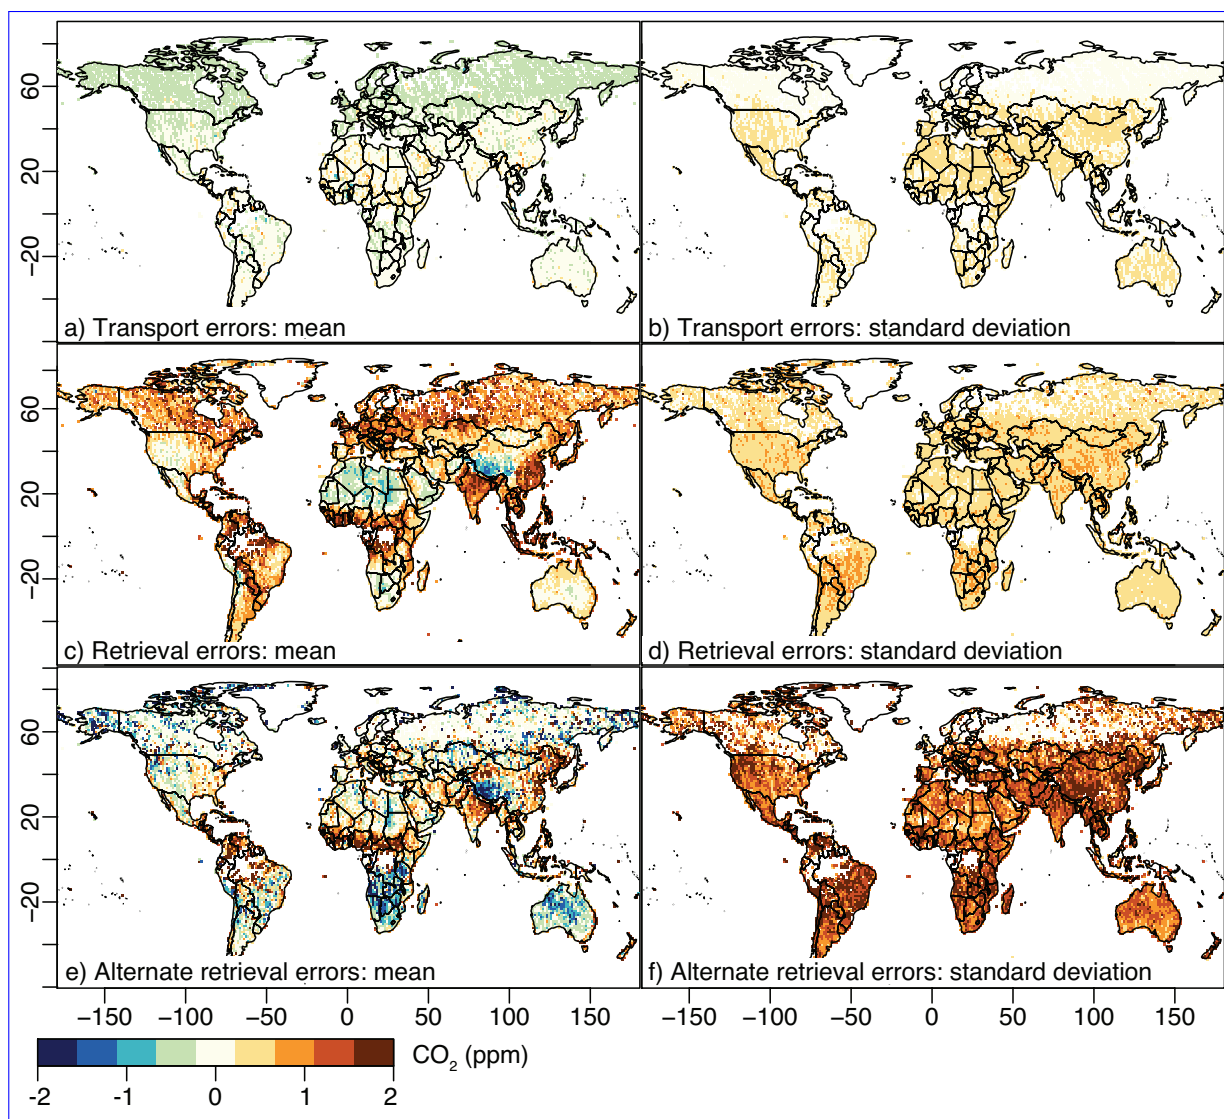 60
20
−20
a) Transport errors: mean
b) Transport errors: standard deviation
60
20
−20
c) Retrieval errors: mean
d) Retrieval errors: standard deviation
60
20
−20
e) Alternate retrieval errors: mean
f) Alternate retrieval errors: standard deviation
−150 −100 −50 0 50 100 150
−150 −100 −50 0 50 100 150
CO2 (ppm)
-2 -1 0 1 2